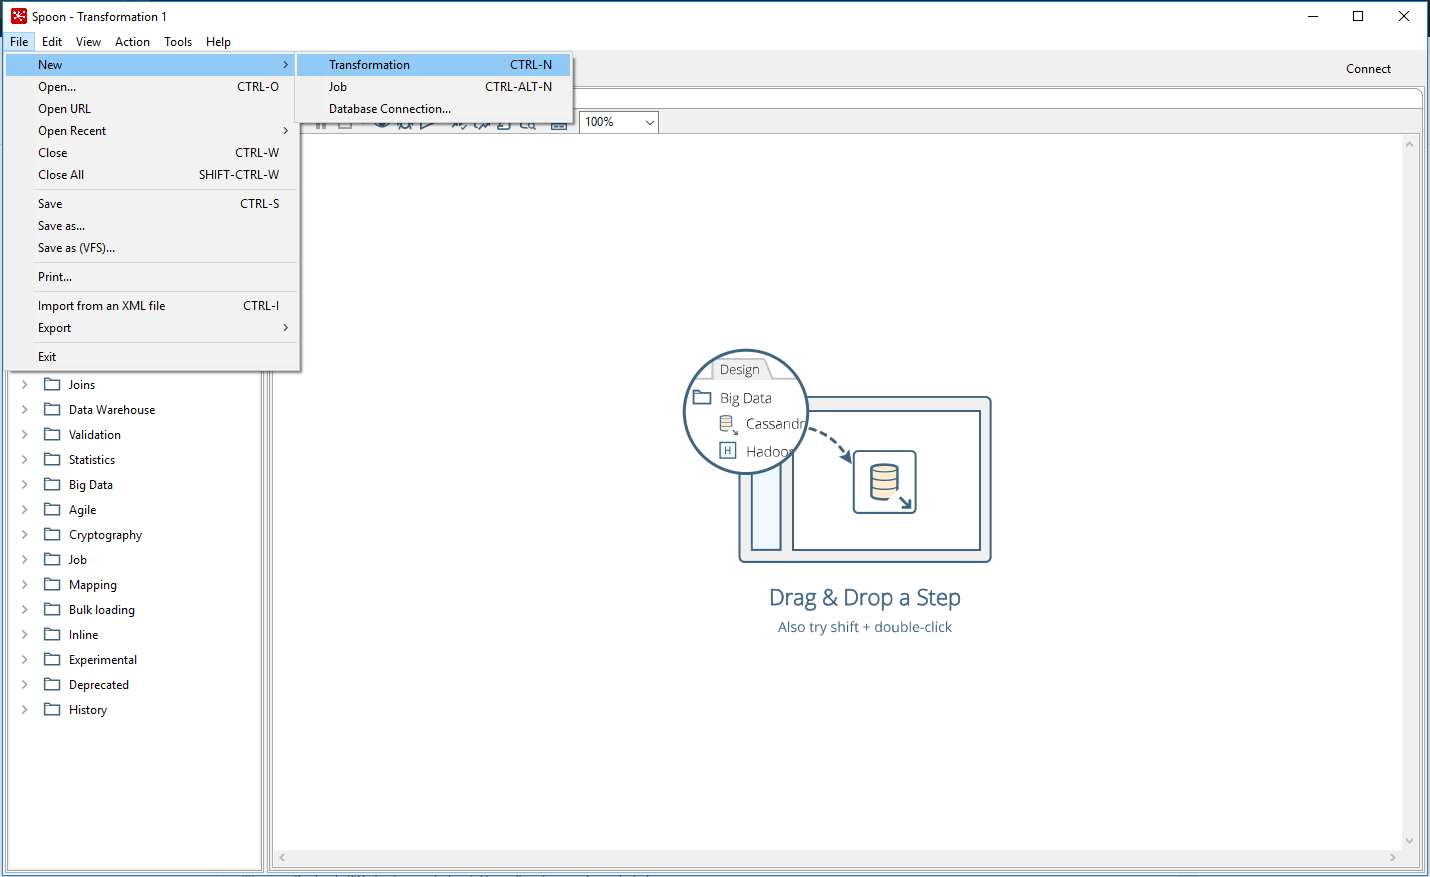 Spoon - Transformation 1
File Edit View Action Tools Help
New
Transformation CTRL-N
Connect
Open... CTRL-O
Job CTRL-ALT-N
Open URL
Database Connection...
Open Recent
100%
Close CTRL-W
Close All SHIFT-CTRL-W
Save CTRL-S
Save as...
Save as (VFS)...
Print...
Import from an XML file CTRL-I
Export
Exit
Joins
Data Warehouse
Validation
Statistics
Big Data
Agile
Cryptography
Job
Mapping
Bulk loading
Inline
Experimental
Deprecated
History
Design
Big Data
Cassandr
H Hadoop
Drag & Drop a Step
Also try shift + double-click